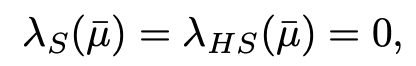 λ_S(μ̄) = λ_{HS}(μ̄) = 0,